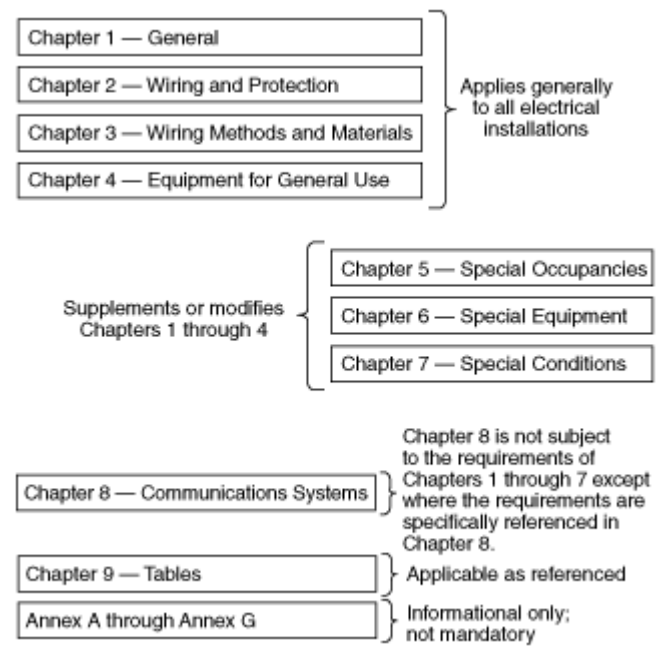 Chapter 1 — General
Chapter 2 — Wiring and Protection
Chapter 3 — Wiring Methods and Materials
Chapter 4 — Equipment for General Use
Applies generally
to all electrical
installations
Supplements or modifies
Chapters 1 through 4
Chapter 5 — Special Occupancies
Chapter 6 — Special Equipment
Chapter 7 — Special Conditions
Chapter 8 — Communications Systems
Chapter 8 is not subject
to the requirements of
Chapters 1 through 7 except
where the requirements are
specifically referenced in
Chapter 8.
Chapter 9 — Tables
Applicable as referenced
Annex A through Annex G
Informational only;
not mandatory